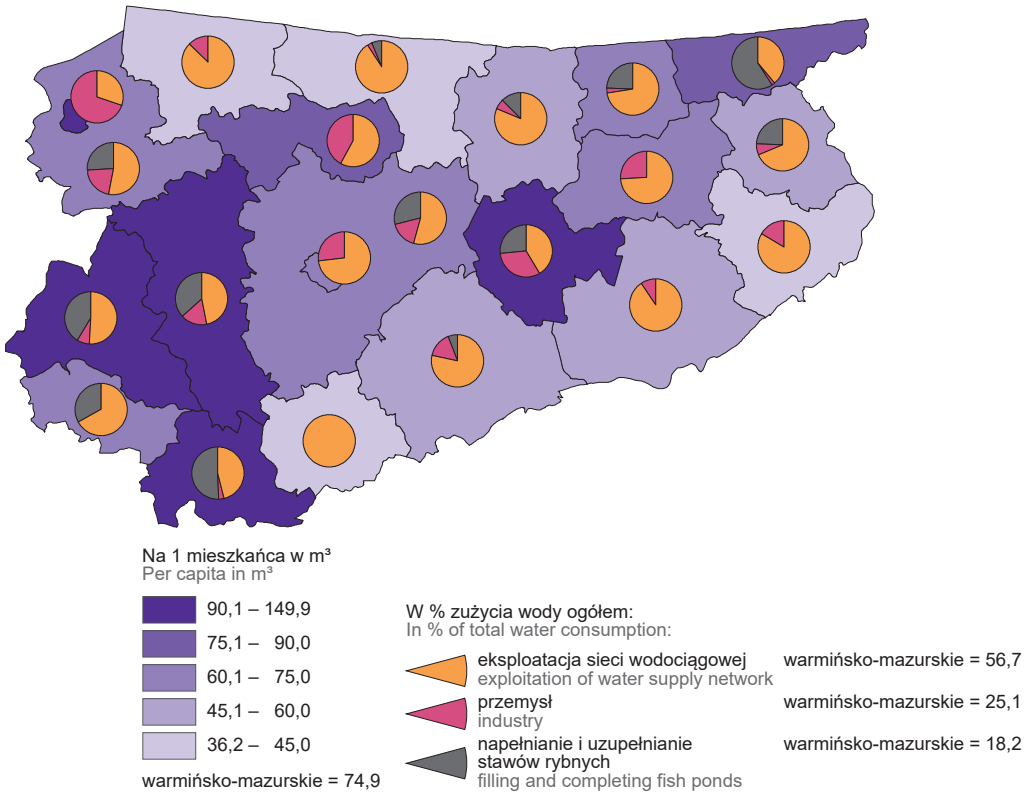 Na 1 mieszkańca w m³
Per capita in m³
90,1 – 149,9
75,1 – 90,0
60,1 – 75,0
45,1 – 60,0
36,2 – 45,0
warmińsko-mazurskie = 74,9
W % zużycia wody ogółem:
In % of total water consumption:
eksploatacja sieci wodociągowej warmińsko-mazurskie = 56,7
exploitation of water supply network
przemysł warmińsko-mazurskie = 25,1
industry
napełnianie i uzupełnianie warmińsko-mazurskie = 18,2
stawów rybnych
filling and completing fish ponds